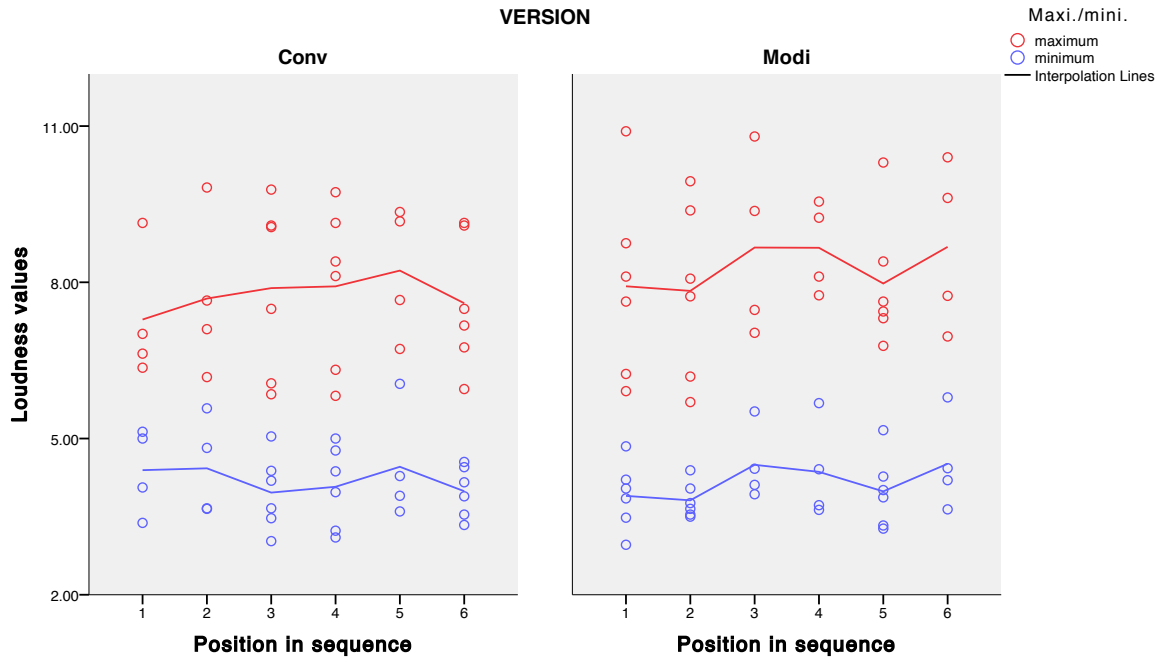 VERSION
Maxi./mini.
maximum
minimum
Interpolation Lines
Conv
Modi
Loudness values
11.00
8.00
5.00
2.00
1 2 3 4 5 6
1 2 3 4 5 6
Position in sequence
Position in sequence